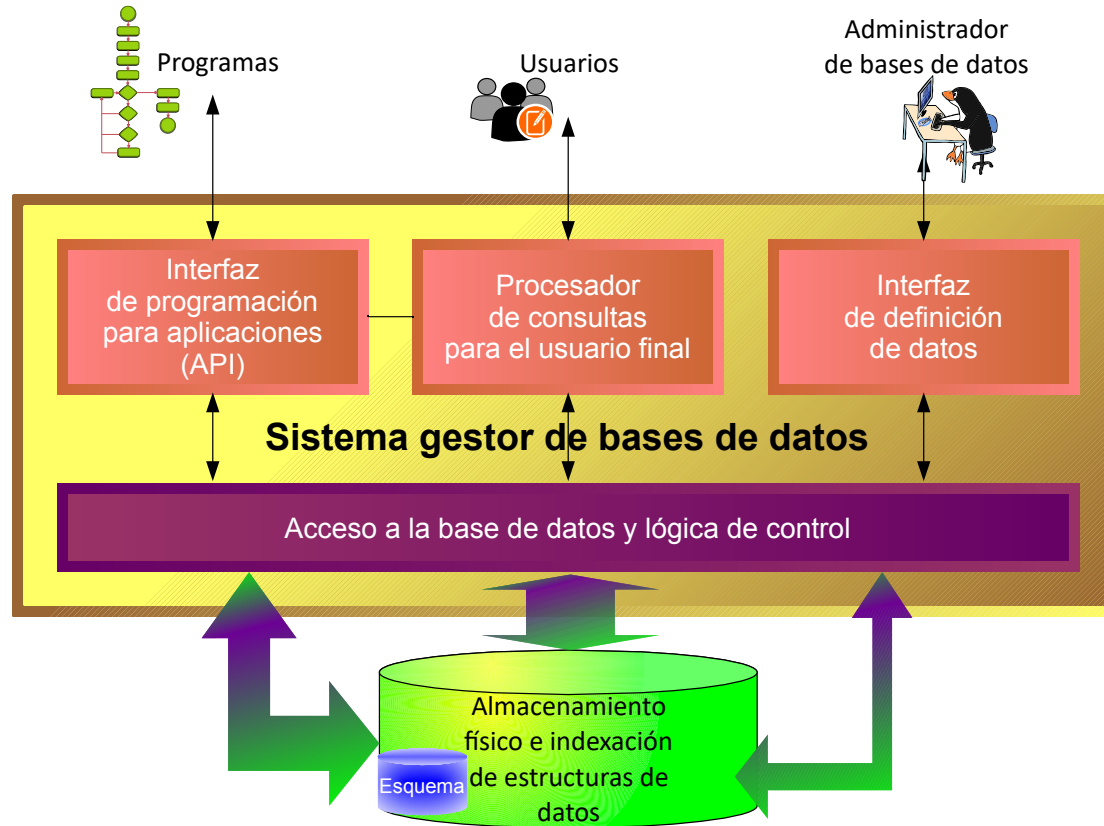 Programas
Usuarios
Administrador
de bases de datos
Interfaz
de programación
para aplicaciones
(API)
Procesador
de consultas
para el usuario final
Interfaz
de definición
de datos
Sistema gestor de bases de datos
Acceso a la base de datos y lógica de control
Almacenamiento
físico e indexación
de estructuras de
datos
Esquema